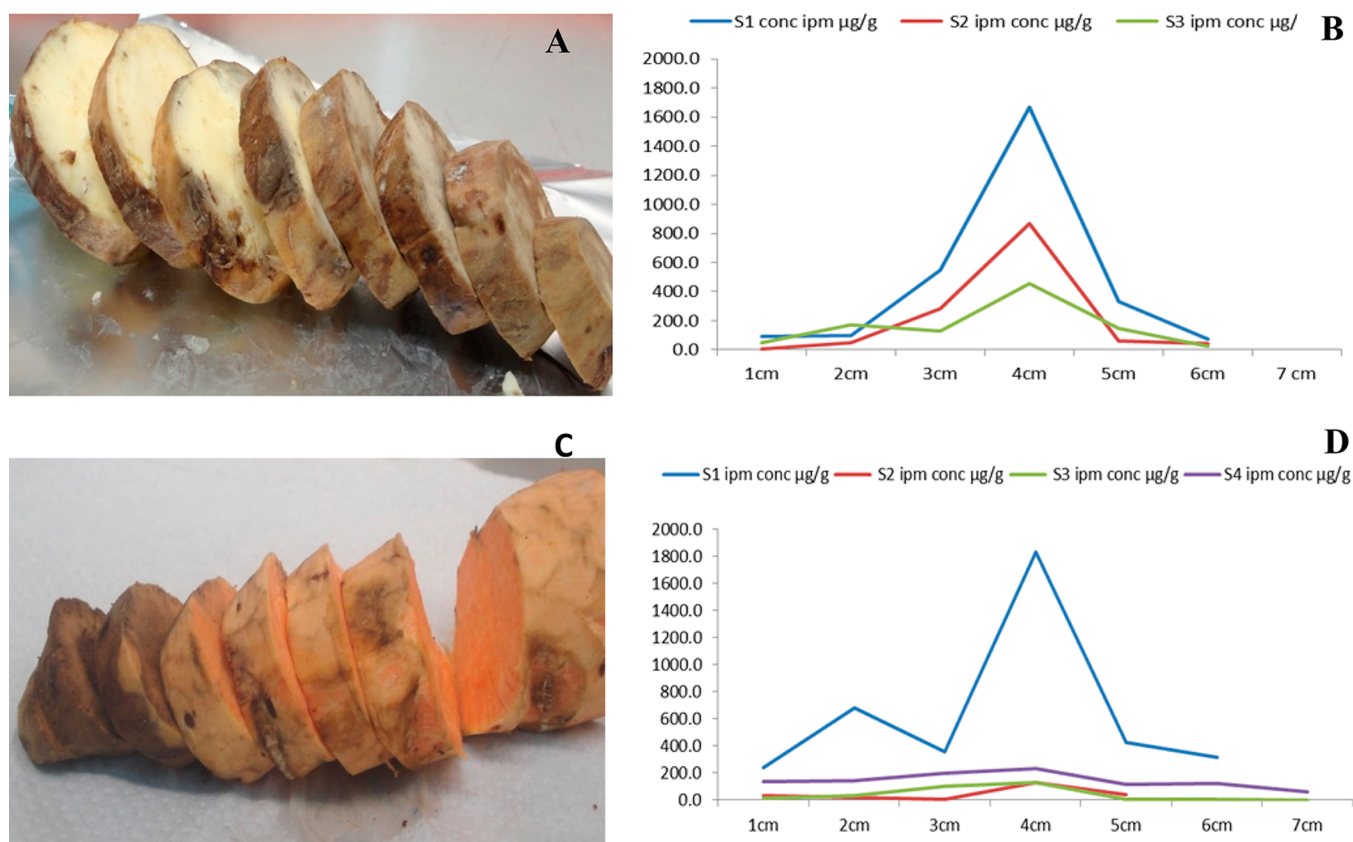 A
B
S1 conc ipm µg/g S2 ipm conc µg/g S3 ipm conc µg/
2000.0
1800.0
1600.0
1400.0
1200.0
1000.0
800.0
600.0
400.0
200.0
0.0
1cm 2cm 3cm 4cm 5cm 6cm 7 cm
C
D
S1 ipm conc µg/g S2 ipm conc µg/g S3 ipm conc µg/g S4 ipm conc µg/g
2000.0
1800.0
1600.0
1400.0
1200.0
1000.0
800.0
600.0
400.0
200.0
0.0
1cm 2cm 3cm 4cm 5cm 6cm 7cm